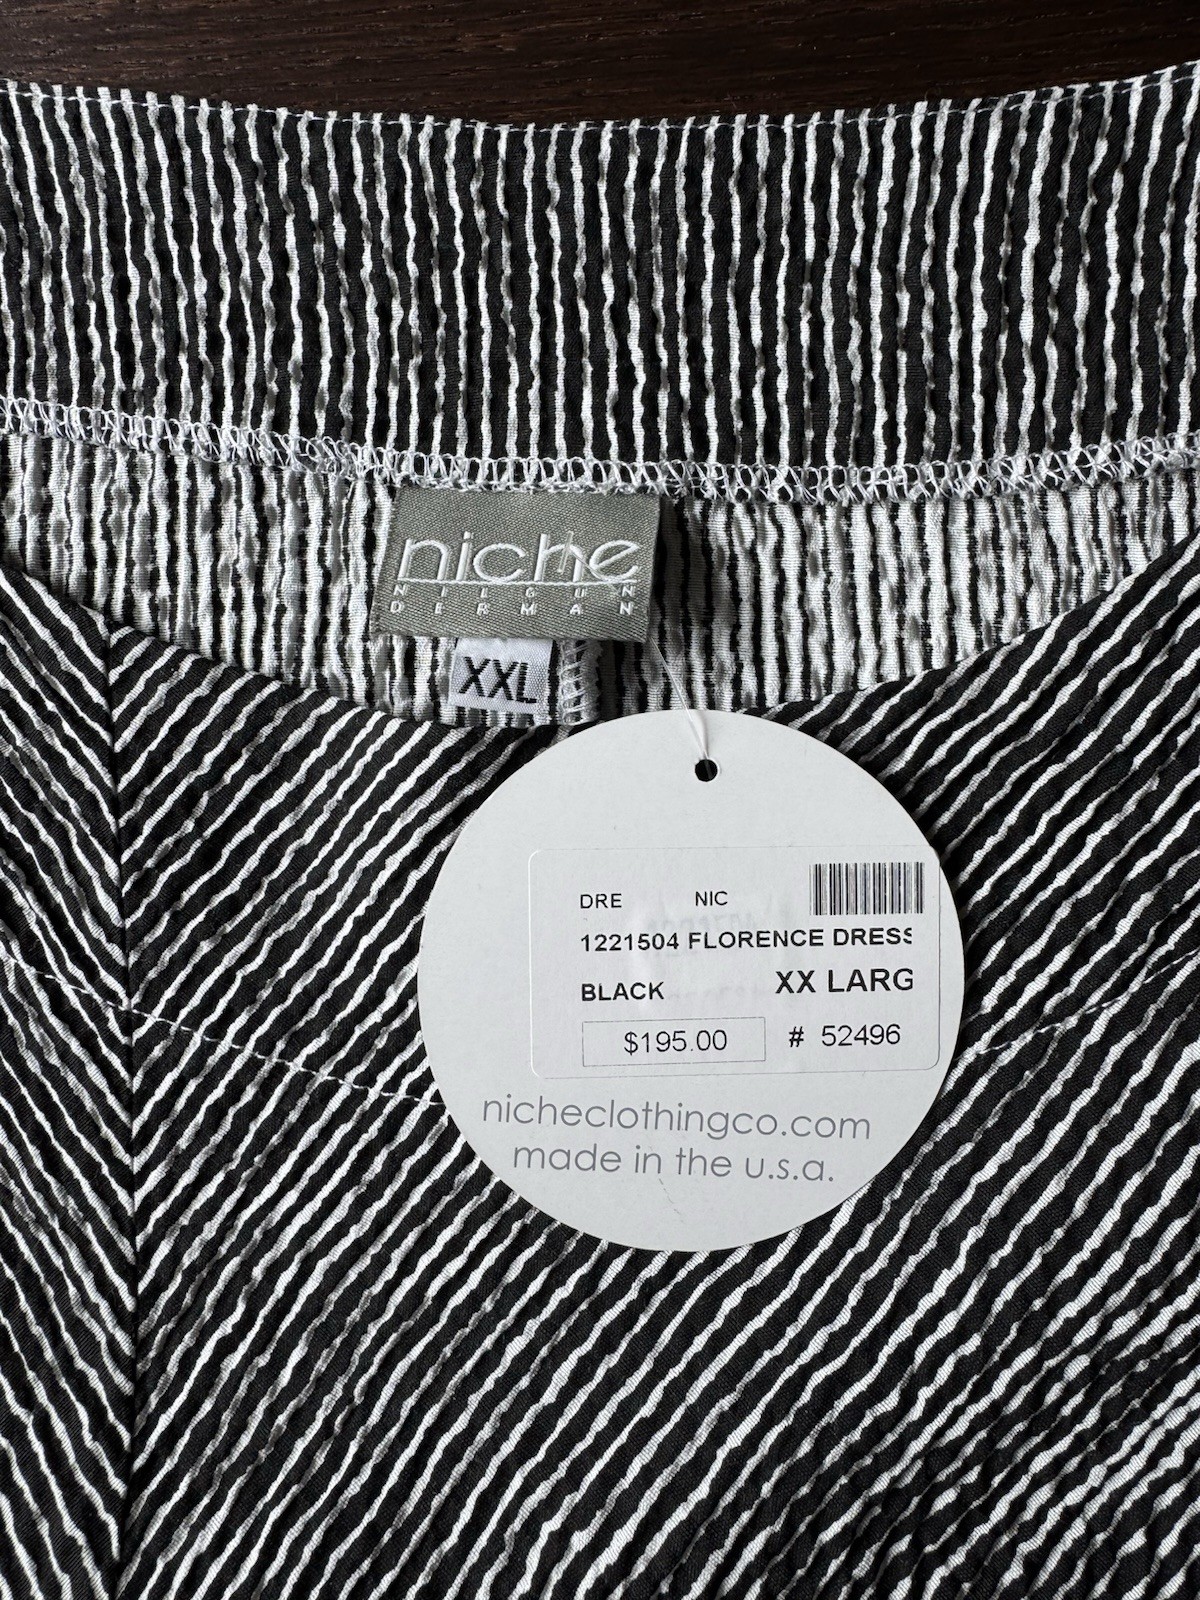 niche
NILGUN
DERMAN
XXL
DRE NIC
1221504 FLORENCE DRESS
BLACK XX LARG
$195.00 # 52496
nicheclothingco.com
made in the u.s.a.